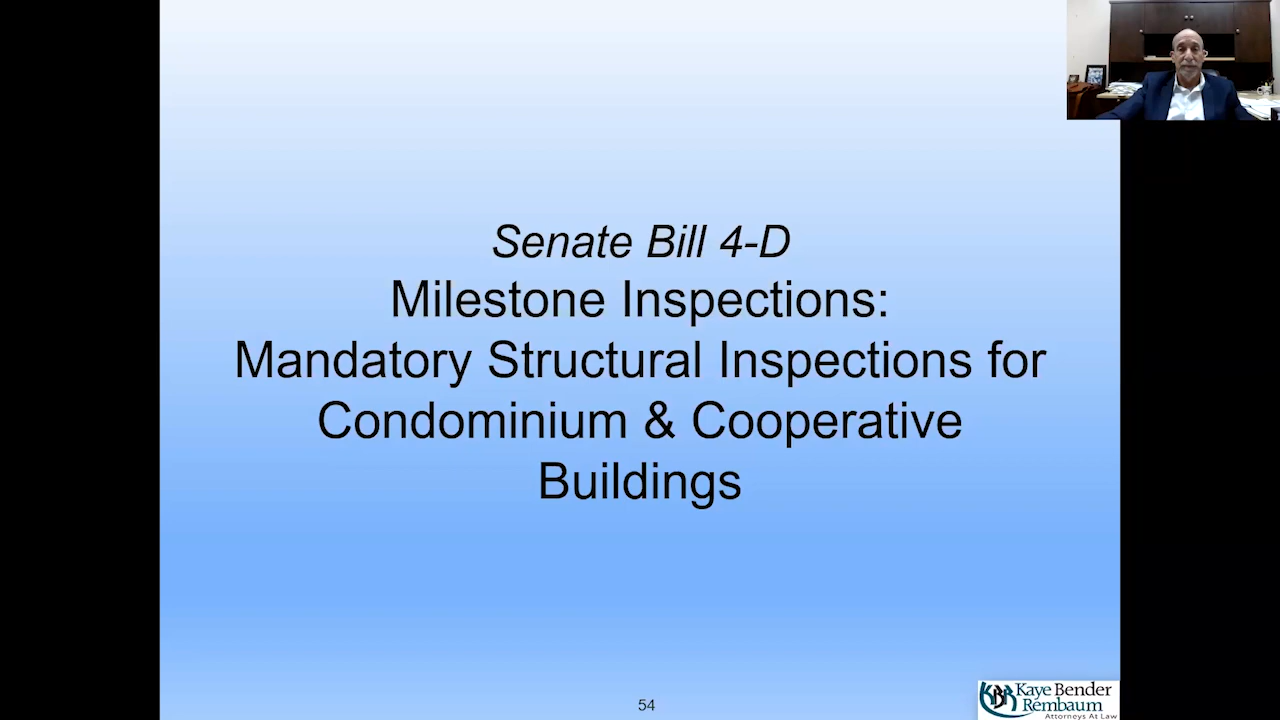 Senate Bill 4-D
Milestone Inspections:
Mandatory Structural Inspections for
Condominium & Cooperative
Buildings
54
KBR Kaye Bender
Rembaum
Attorneys At Law